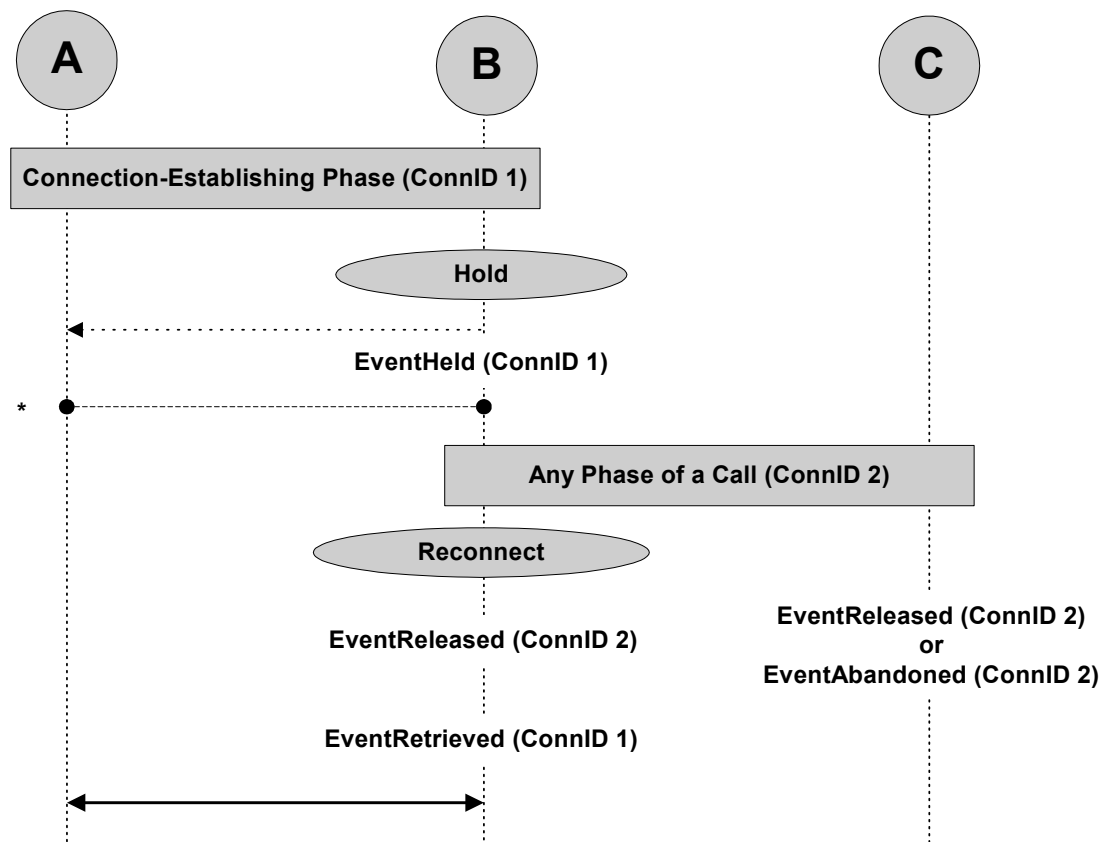 A
B
C
Connection-Establishing Phase (ConnID 1)
Hold
EventHeld (ConnID 1)
*
Any Phase of a Call (ConnID 2)
Reconnect
EventReleased (ConnID 2)
EventReleased (ConnID 2)
or
EventAbandoned (ConnID 2)
EventRetrieved (ConnID 1)